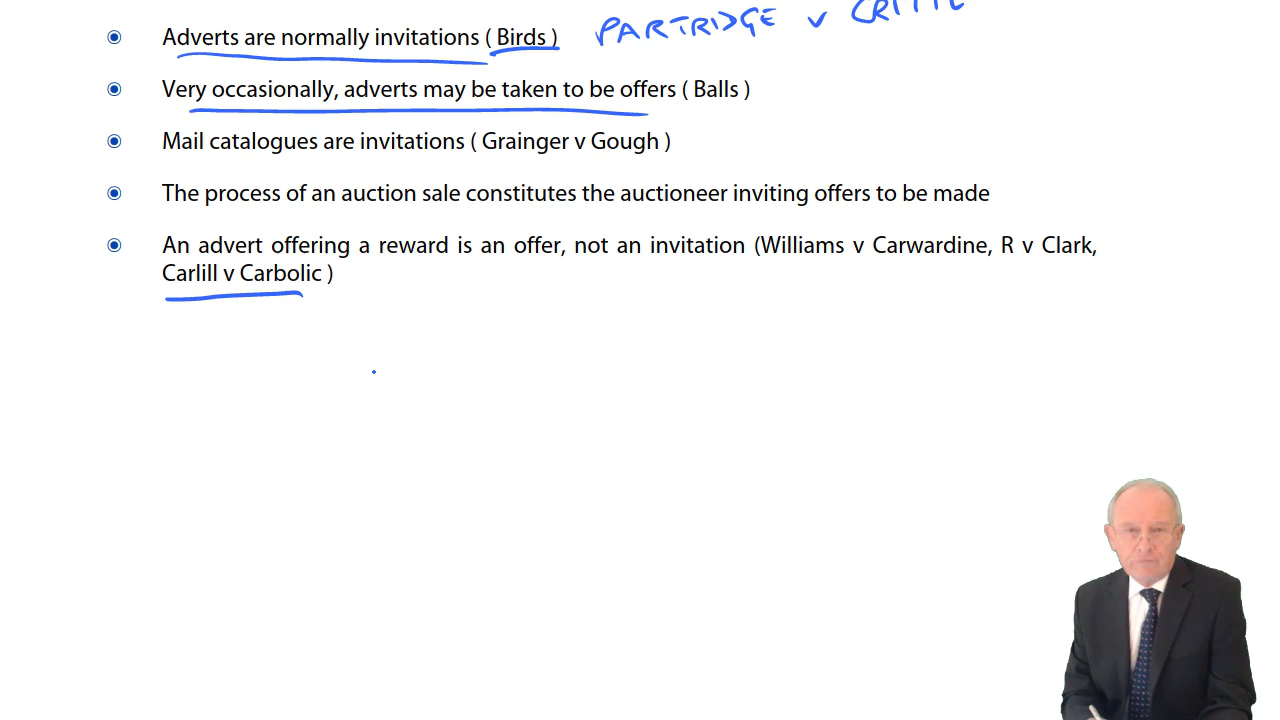 PARTRIDGE v
Adverts are normally invitations ( Birds )
Very occasionally, adverts may be taken to be offers ( Balls )
Mail catalogues are invitations ( Grainger v Gough )
The process of an auction sale constitutes the auctioneer inviting offers to be made
An advert offering a reward is an offer, not an invitation (Williams v Carwardine, R v Clark,
Carlill v Carbolic )